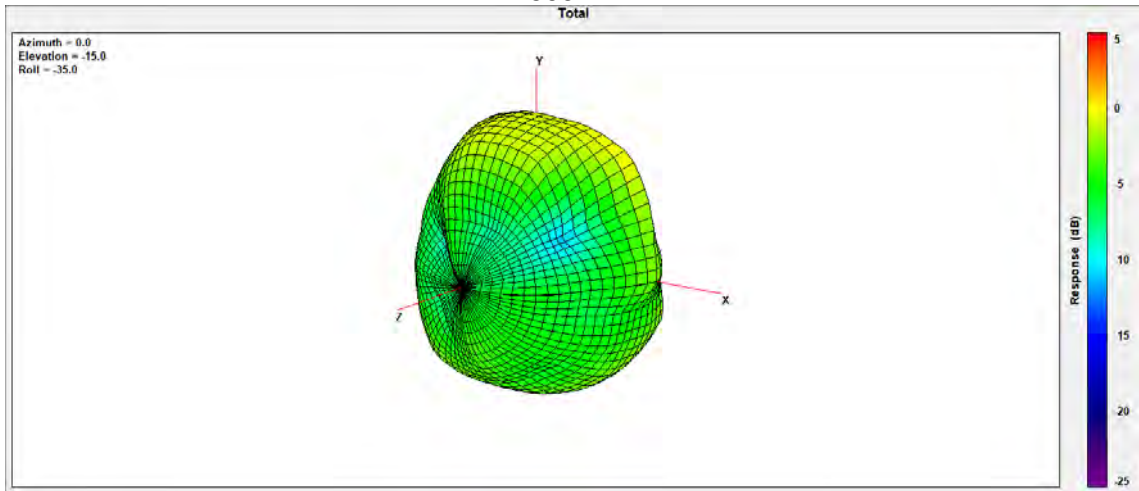 Total
Azimuth = 0.0
Elevation = -15.0
Roll = -35.0
Y
X
Z
5
0
5
10
15
-20
-25
Response (dB)